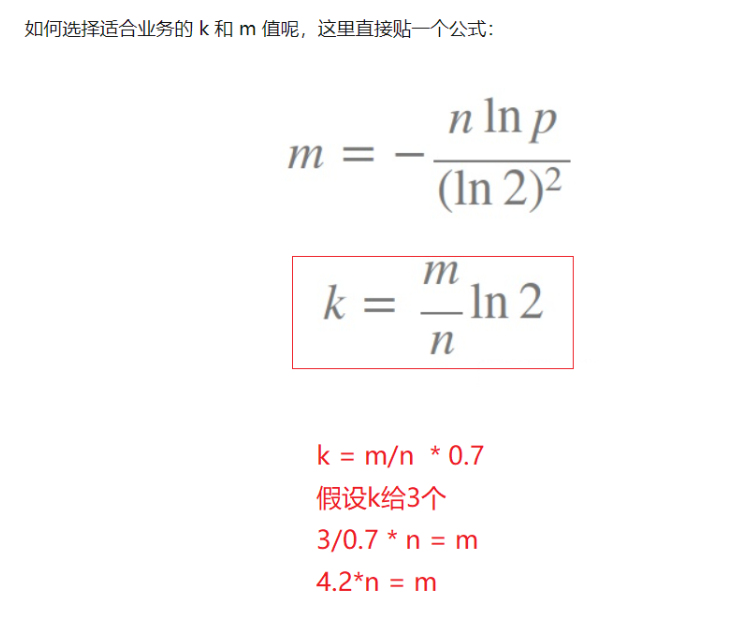 如何选择适合业务的 k 和 m 值呢，这里直接贴一个公式：
m = − n ln p / (ln 2)²
k = m / n ln 2
k = m/n * 0.7
假设k给3个
3/0.7 * n = m
4.2*n = m